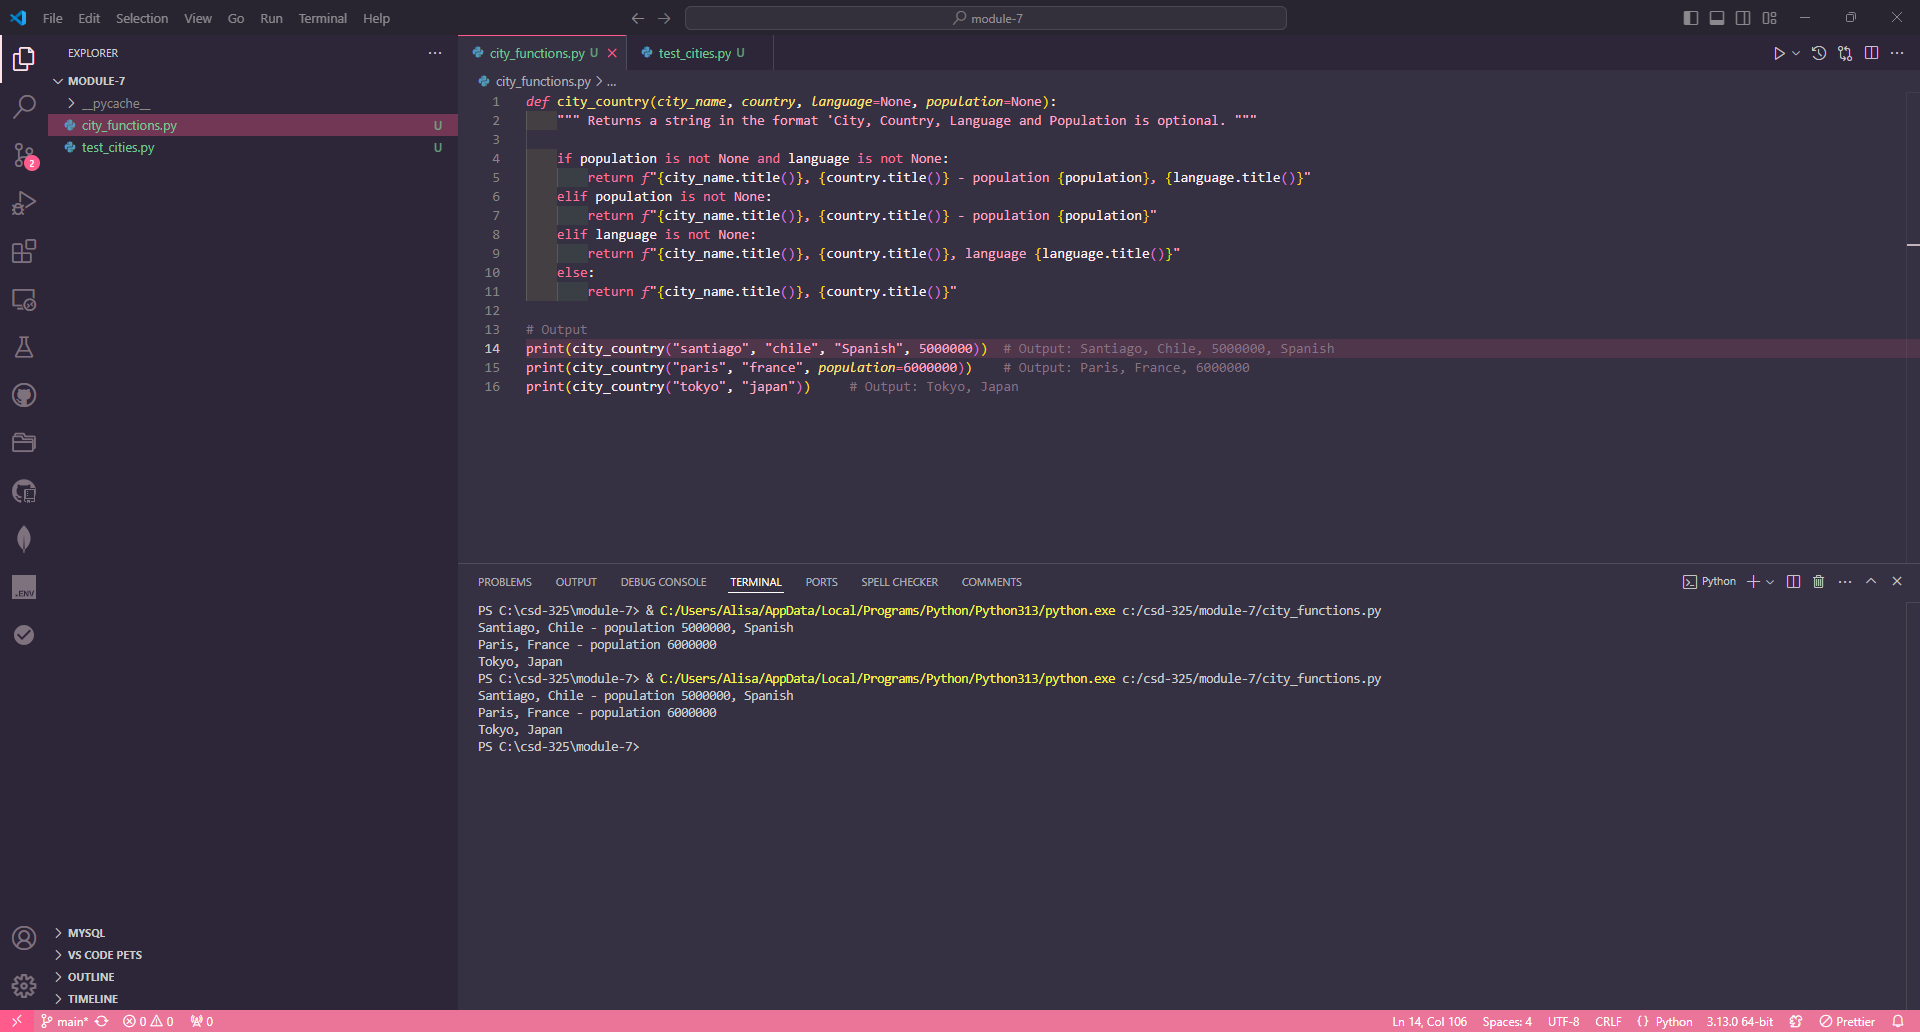 File Edit Selection View Go Run Terminal Help
module-7
EXPLORER
MODULE-7
__pycache__
city_functions.py U
test_cities.py U
2
.ENV
MYSQL
VS CODE PETS
OUTLINE
TIMELINE
city_functions.py U
test_cities.py U
city_functions.py > ...
1 def city_country(city_name, country, language=None, population=None):
2 """ Returns a string in the format 'City, Country, Language and Population is optional. """
3
4 if population is not None and language is not None:
5 return f"{city_name.title()}, {country.title()} - population {population}, {language.title()}"
6 elif population is not None:
7 return f"{city_name.title()}, {country.title()} - population {population}"
8 elif language is not None:
9 return f"{city_name.title()}, {country.title()}, language {language.title()}"
10 else:
11 return f"{city_name.title()}, {country.title()}"
12
13 # Output
14 print(city_country("santiago", "chile", "Spanish", 5000000)) # Output: Santiago, Chile, 5000000, Spanish
15 print(city_country("paris", "france", population=6000000)) # Output: Paris, France, 6000000
16 print(city_country("tokyo", "japan")) # Output: Tokyo, Japan
PROBLEMS OUTPUT DEBUG CONSOLE TERMINAL PORTS SPELL CHECKER COMMENTS
Python
PS C:\csd-325\module-7> & C:/Users/Alisa/AppData/Local/Programs/Python/Python313/python.exe c:/csd-325/module-7/city_functions.py
Santiago, Chile - population 5000000, Spanish
Paris, France - population 6000000
Tokyo, Japan
PS C:\csd-325\module-7> & C:/Users/Alisa/AppData/Local/Programs/Python/Python313/python.exe c:/csd-325/module-7/city_functions.py
Santiago, Chile - population 5000000, Spanish
Paris, France - population 6000000
Tokyo, Japan
PS C:\csd-325\module-7>
main* 0 0 0
Ln 14, Col 106 Spaces: 4 UTF-8 CRLF {} Python 3.13.0 64-bit Prettier